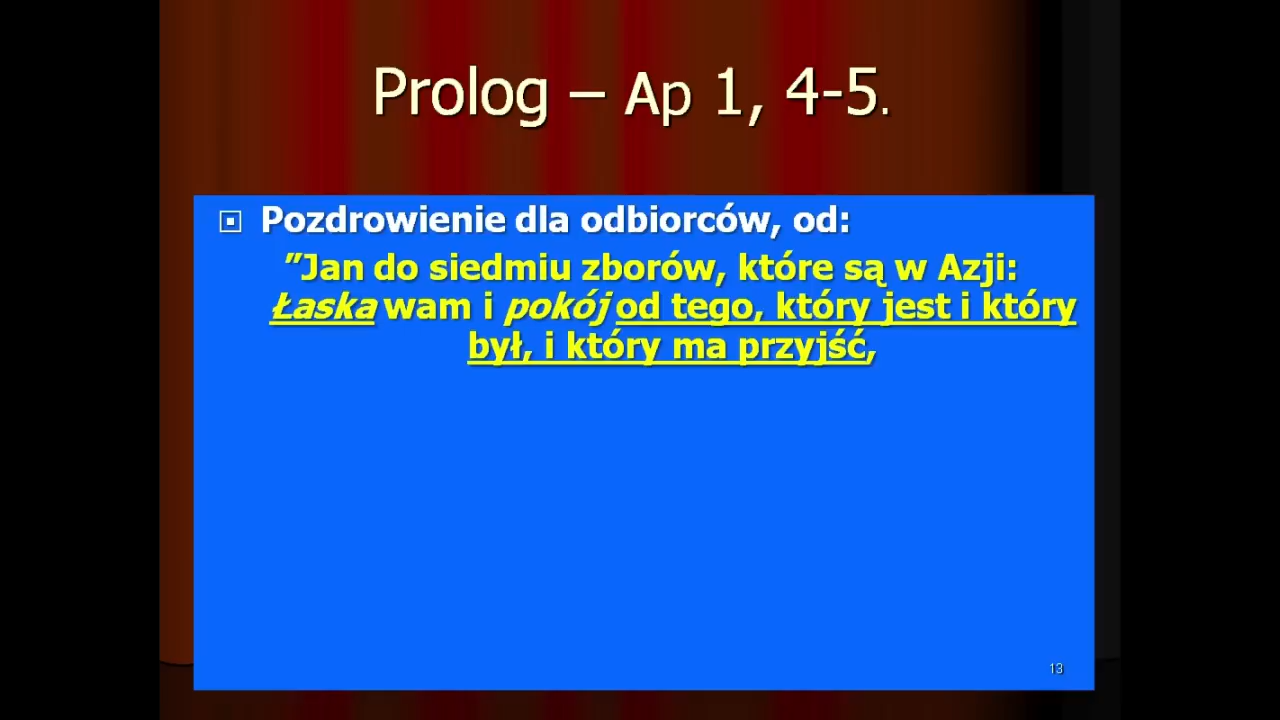 Prolog – Ap 1, 4-5.
Pozdrowienie dla odbiorców, od:
”Jan do siedmiu zborów, które są w Azji:
Łaska wam i pokój od tego, który jest i który
był, i który ma przyjść,
13